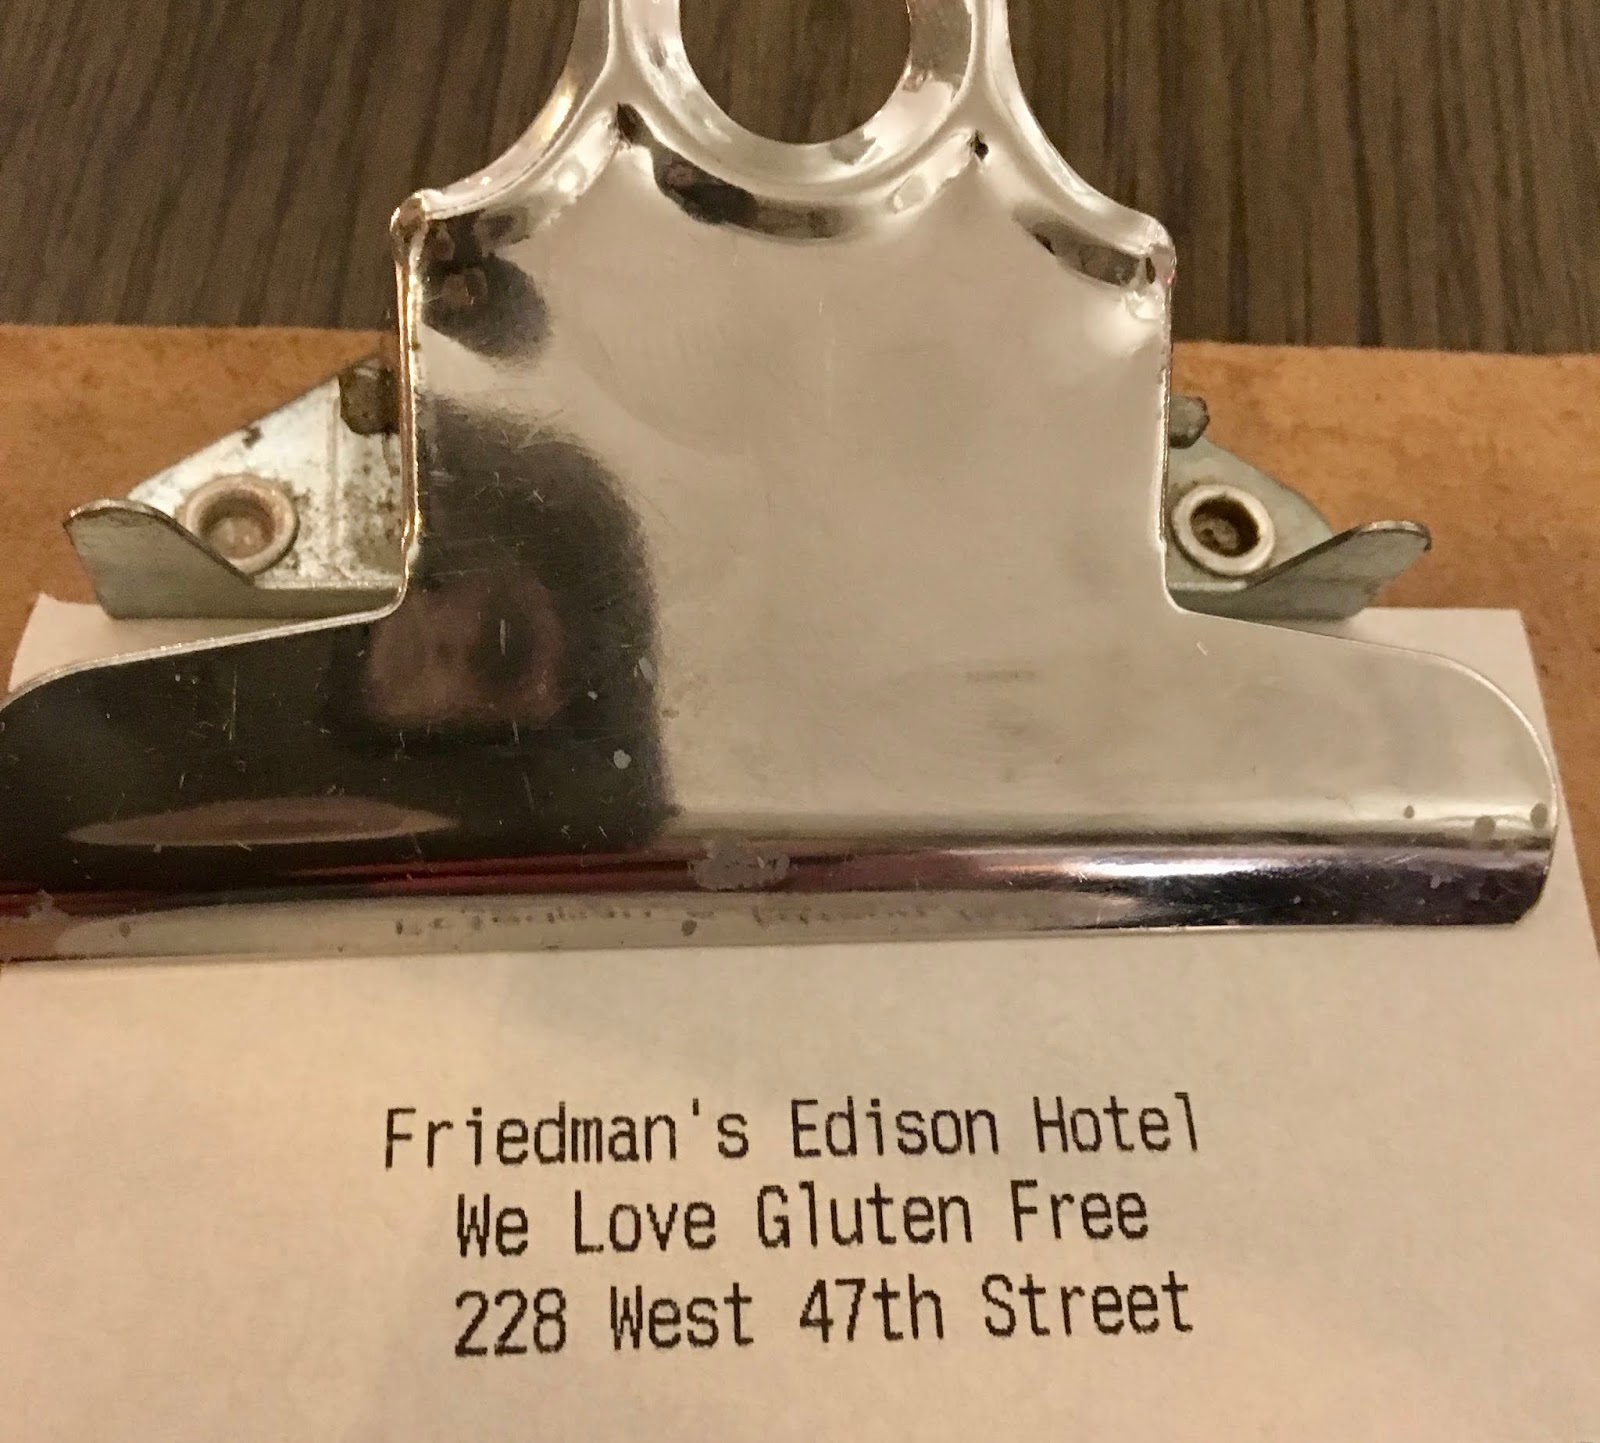 Friedman's Edison Hotel
We Love Gluten Free
228 West 47th Street